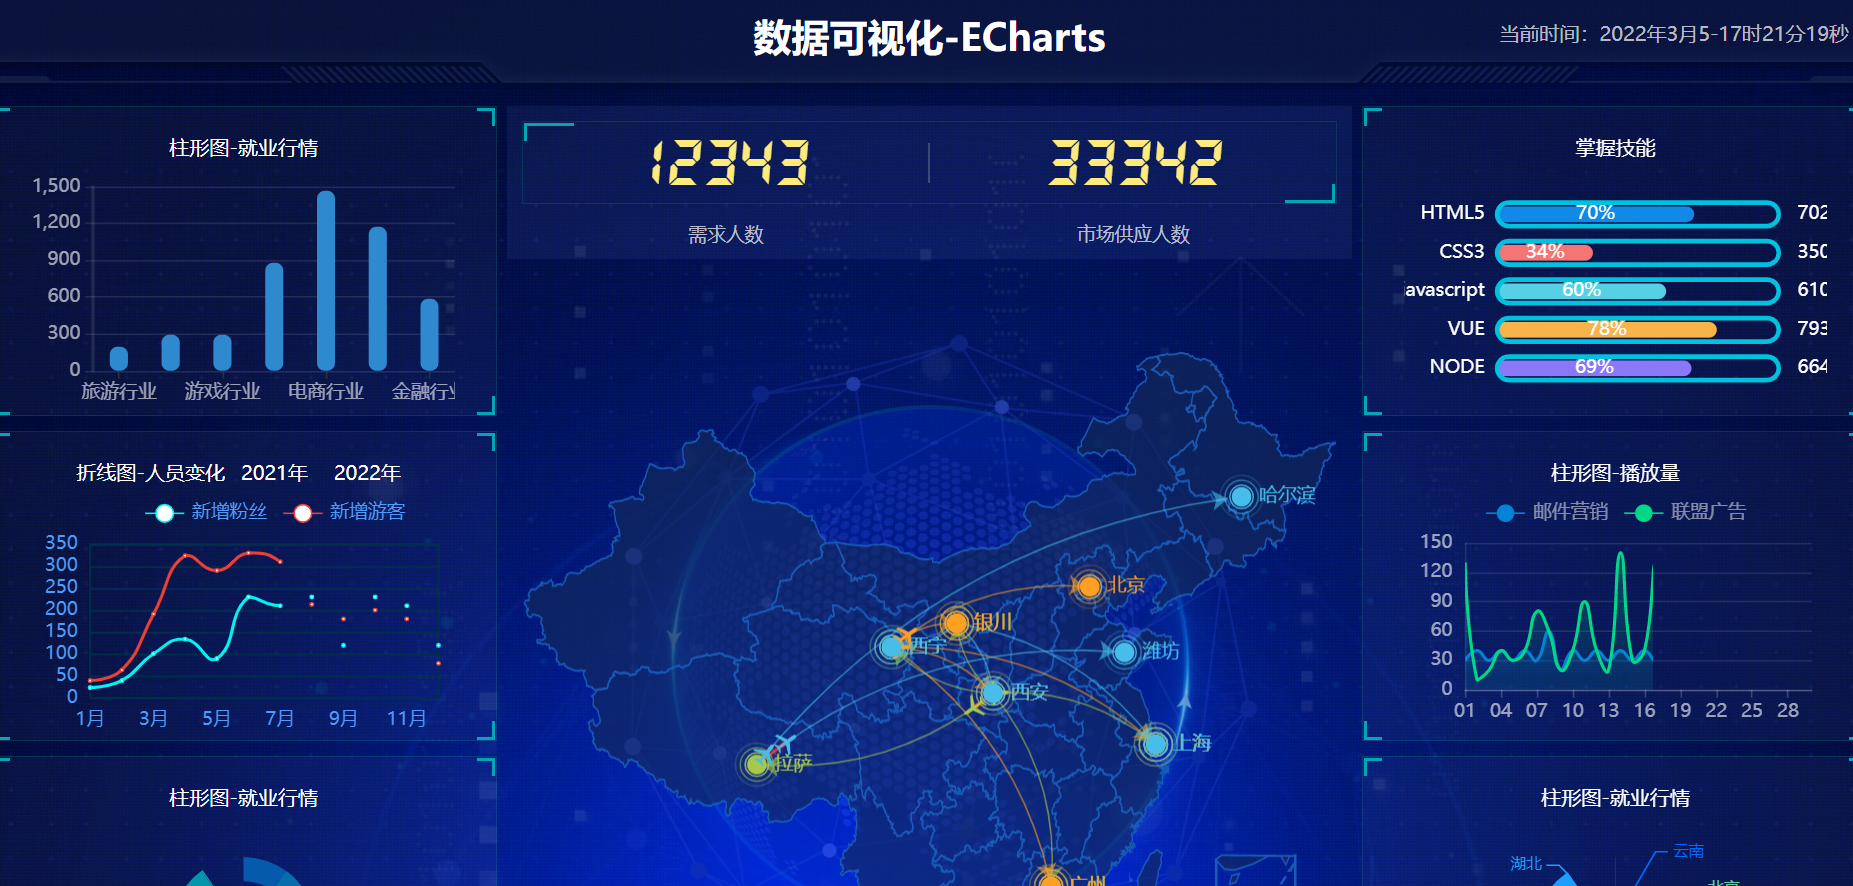 数据可视化-ECharts
当前时间：2022年3月5-17时21分19秒
柱形图-就业行情
1,500
1,200
900
600
300
0
旅游行业 游戏行业 电商行业 金融行
折线图-人员变化 2021年 2022年
新增粉丝 新增游客
350
300
250
200
150
100
50
0
1月 3月 5月 7月 9月 11月
柱形图-就业行情
12343 33342
需求人数 市场供应人数
哈尔滨
北京
银川
西宁
潍坊
西安
上海
拉萨
广州
掌握技能
HTML5 70% 702
CSS3 34% 350
avascript 60% 610
VUE 78% 793
NODE 69% 664
柱形图-播放量
邮件营销 联盟广告
150
120
90
60
30
0
01 04 07 10 13 16 19 22 25 28
柱形图-就业行情
云南
湖北
北京